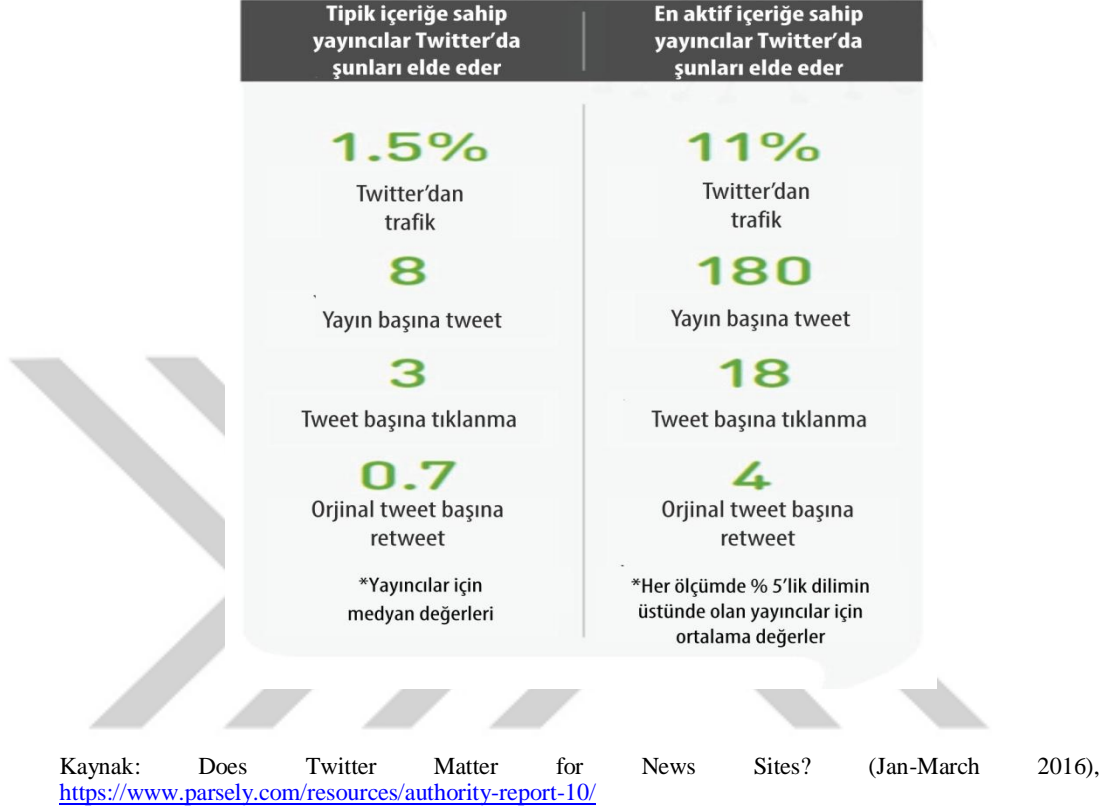 Tipik içeriğe sahip
yayıncılar Twitter’da
şunları elde eder
1.5%
Twitter’dan
trafik
8
Yayın başına tweet
3
Tweet başına tıklanma
0.7
Orjinal tweet başına
retweet
*Yayıncılar için
medyan değerleri
En aktif içeriğe sahip
yayıncılar Twitter’da
şunları elde eder
11%
Twitter’dan
trafik
180
Yayın başına tweet
18
Tweet başına tıklanma
4
Orjinal tweet başına
retweet
*Her ölçümde % 5’lik dilimin
üstünde olan yayıncılar için
ortalama değerler
Kaynak: Does Twitter Matter for News Sites? (Jan-March 2016),
https://www.parsely.com/resources/authority-report-10/